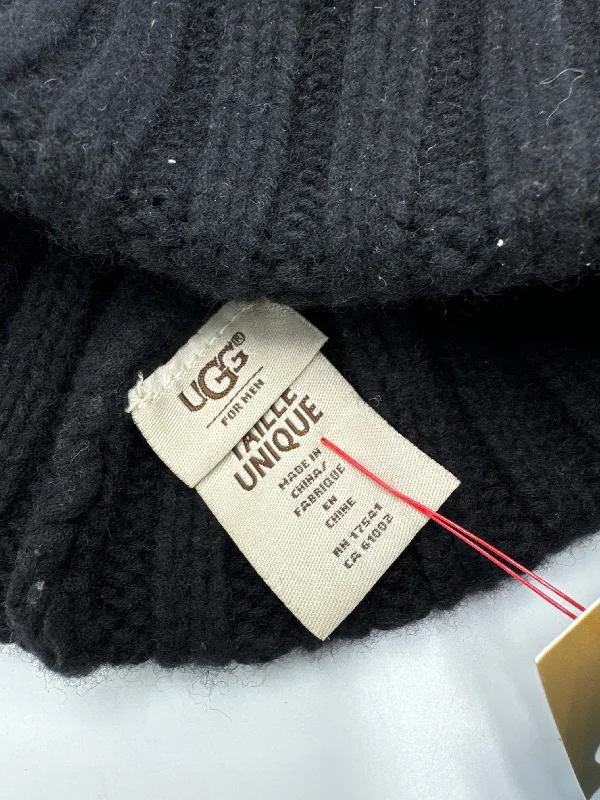 UGG®
FOR MEN
TAILLE
UNIQUE
MADE IN
CHINA/
FABRIQUE
EN
CHINE
RN 17541
CA 61002